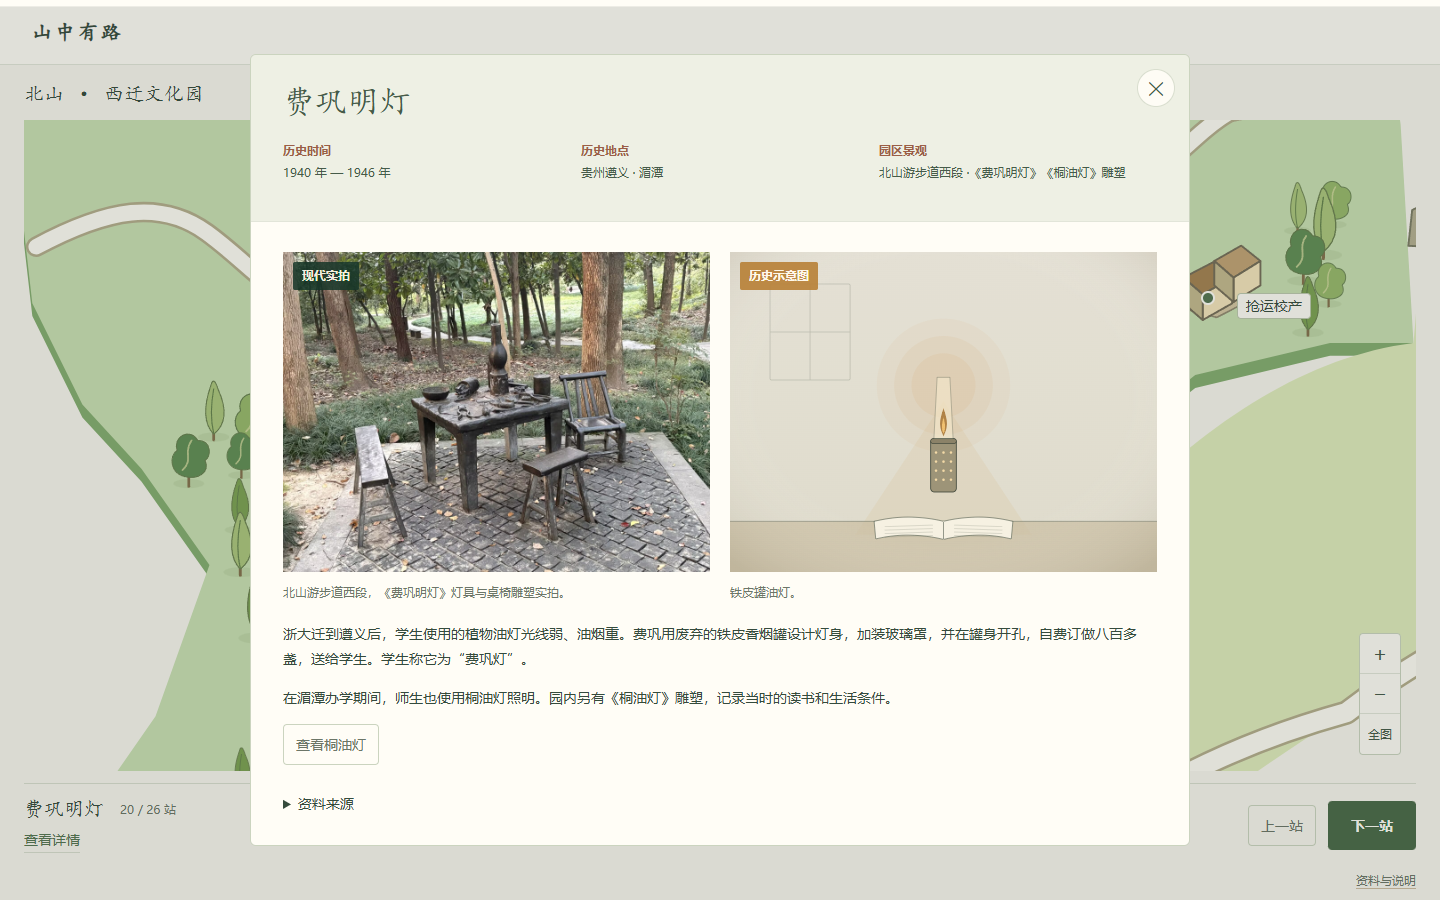 山中有路
北山 • 西迁文化园
费巩明灯
历史时间
1940 年 — 1946 年
历史地点
贵州遵义 · 湄潭
园区景观
北山游步道西段 · 《费巩明灯》《桐油灯》雕塑
现代实拍
历史示意图
抢运校产
北山游步道西段，《费巩明灯》灯具与桌椅雕塑实拍。
铁皮罐油灯。
浙大迁到遵义后，学生使用的植物油灯光线弱、油烟重。费巩用废弃的铁皮香烟罐设计灯身，加装玻璃罩，并在罐身开孔，自费订做八百多
盏，送给学生。学生称它为“费巩灯”。
在湄潭办学期间，师生也使用桐油灯照明。园内另有《桐油灯》雕塑，记录当时的读书和生活条件。
查看桐油灯
▶ 资料来源
+
−
全图
费巩明灯 20 / 26 站
查看详情
上一站
下一站
资料与说明